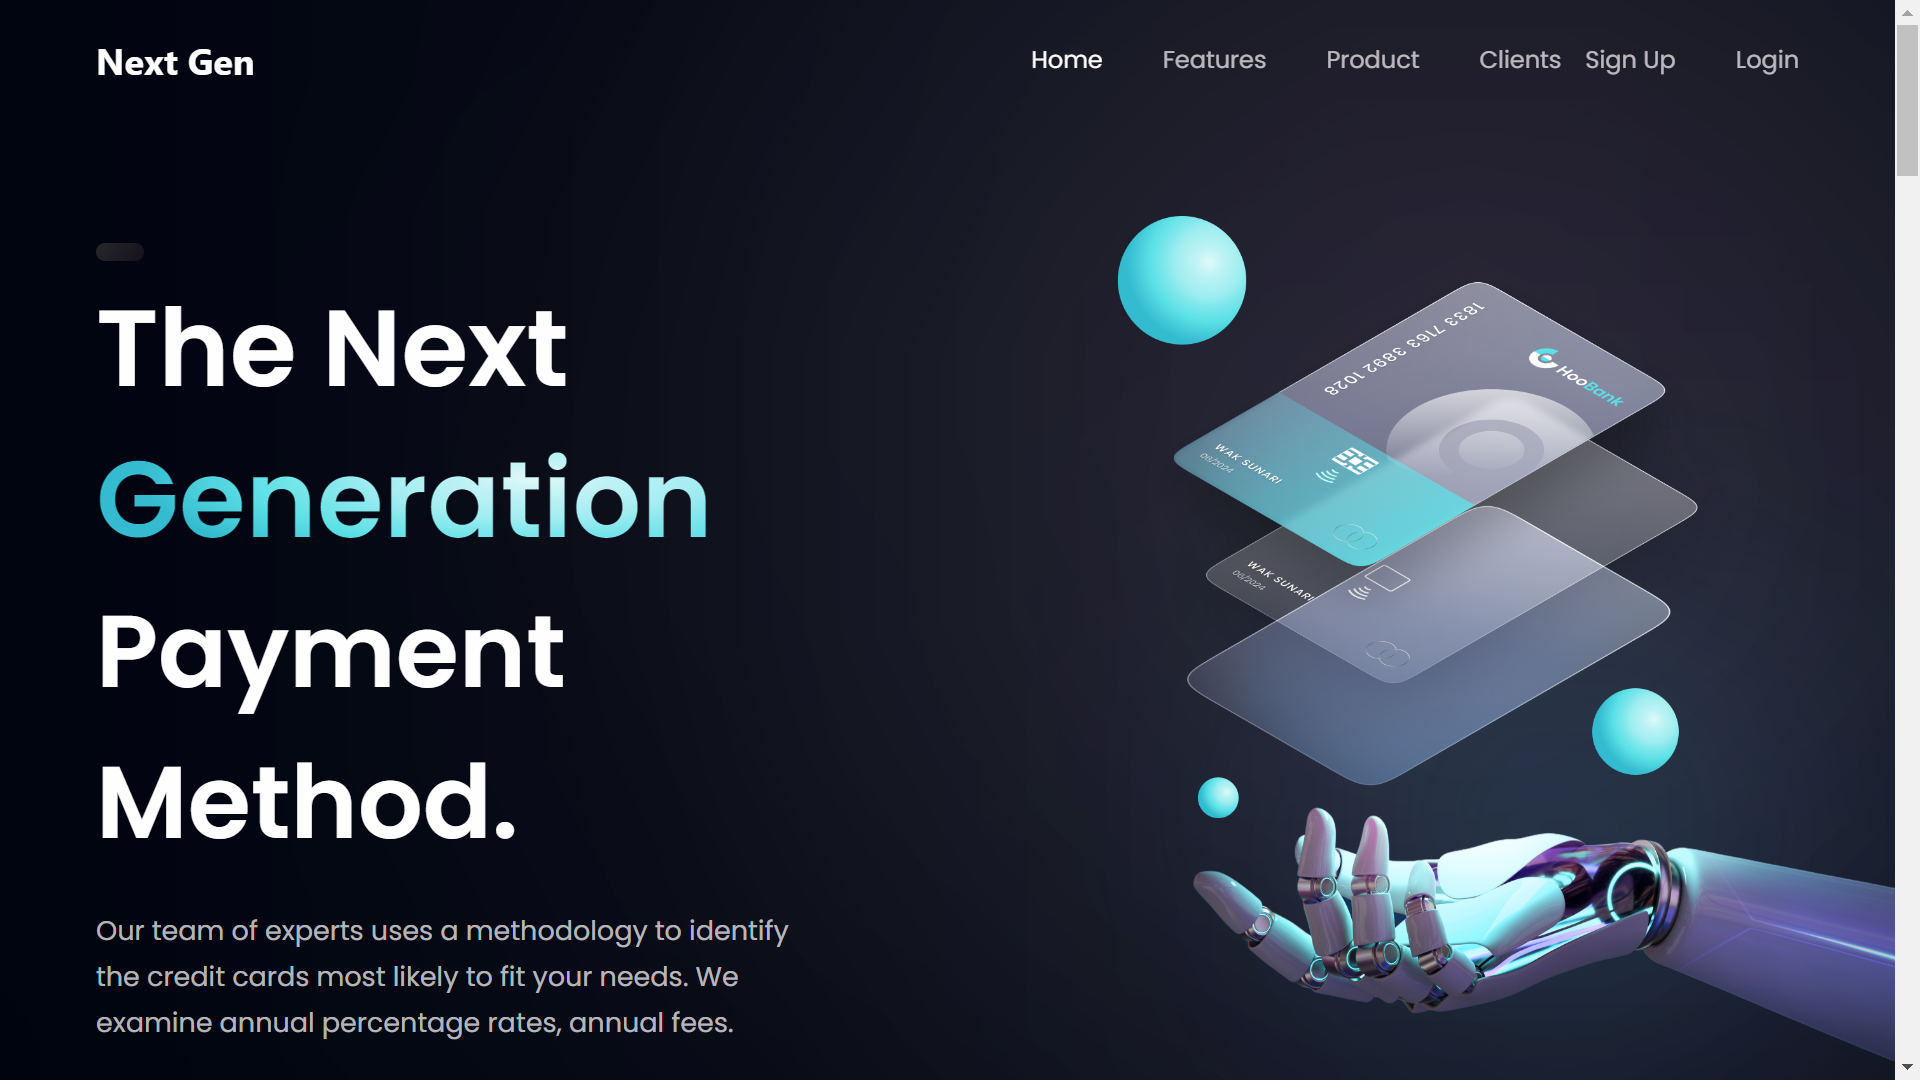 Next Gen
Home Features Product Clients Sign Up Login
The Next
Generation
Payment
Method.
Our team of experts uses a methodology to identify
the credit cards most likely to fit your needs. We
examine annual percentage rates, annual fees.
1833 7163 3892 1028
HooBank
WAK SUNARI
08/2024
WAK SUNARI
06/2024